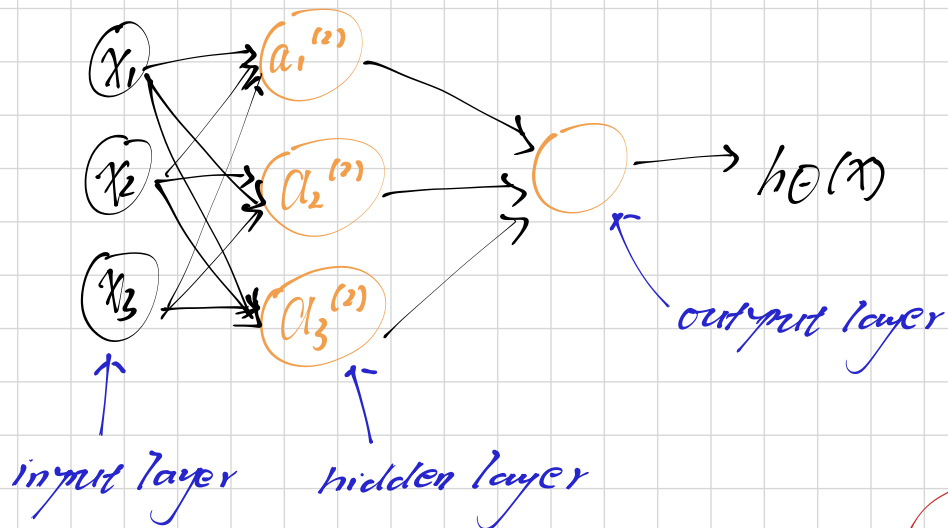 x₁
a₁⁽²⁾
x₂
a₂⁽²⁾
hθ(x)
x₃
a₃⁽²⁾
output layer
input layer
hidden layer